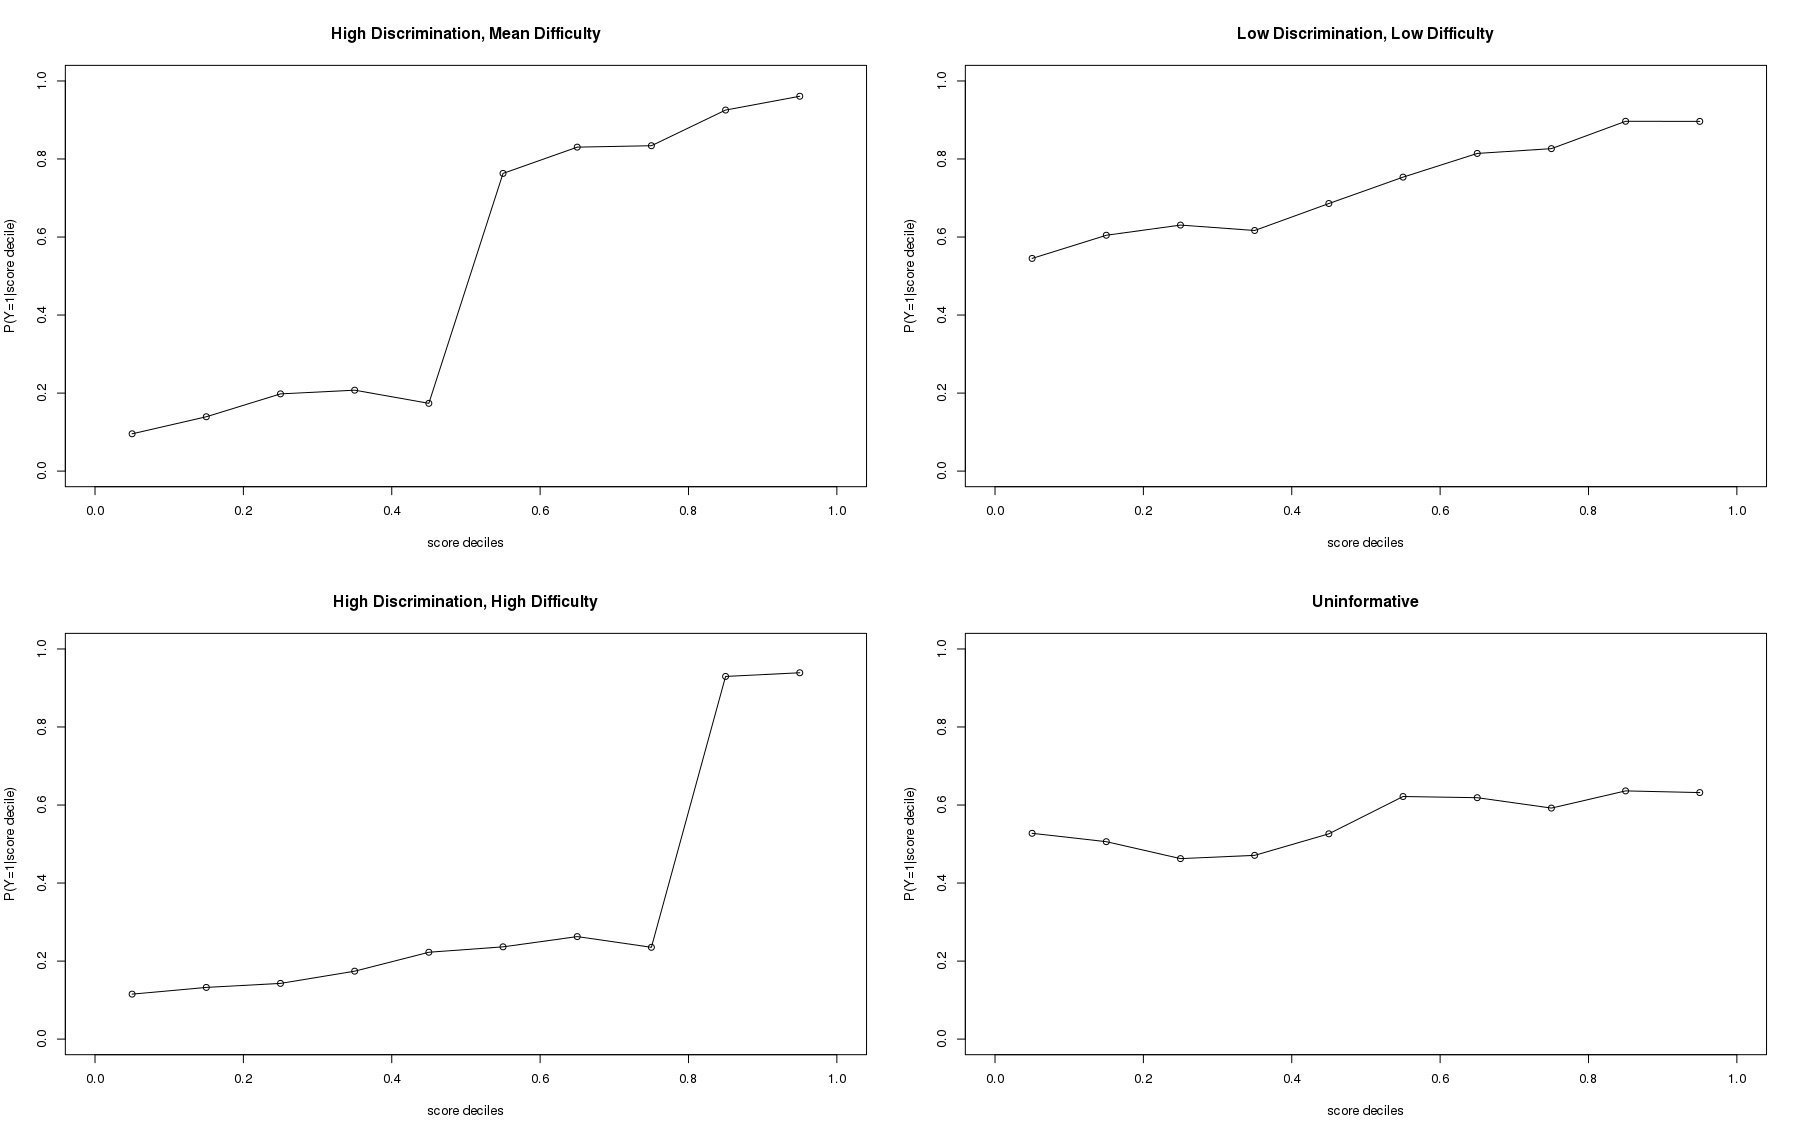 High Discrimination, Mean Difficulty
P(Y=1|score decile)
1.0
0.8
0.6
0.4
0.2
0.0
0.0 0.2 0.4 0.6 0.8 1.0
score deciles
Low Discrimination, Low Difficulty
P(Y=1|score decile)
1.0
0.8
0.6
0.4
0.2
0.0
0.0 0.2 0.4 0.6 0.8 1.0
score deciles
High Discrimination, High Difficulty
P(Y=1|score decile)
1.0
0.8
0.6
0.4
0.2
0.0
0.0 0.2 0.4 0.6 0.8 1.0
score deciles
Uninformative
P(Y=1|score decile)
1.0
0.8
0.6
0.4
0.2
0.0
0.0 0.2 0.4 0.6 0.8 1.0
score deciles